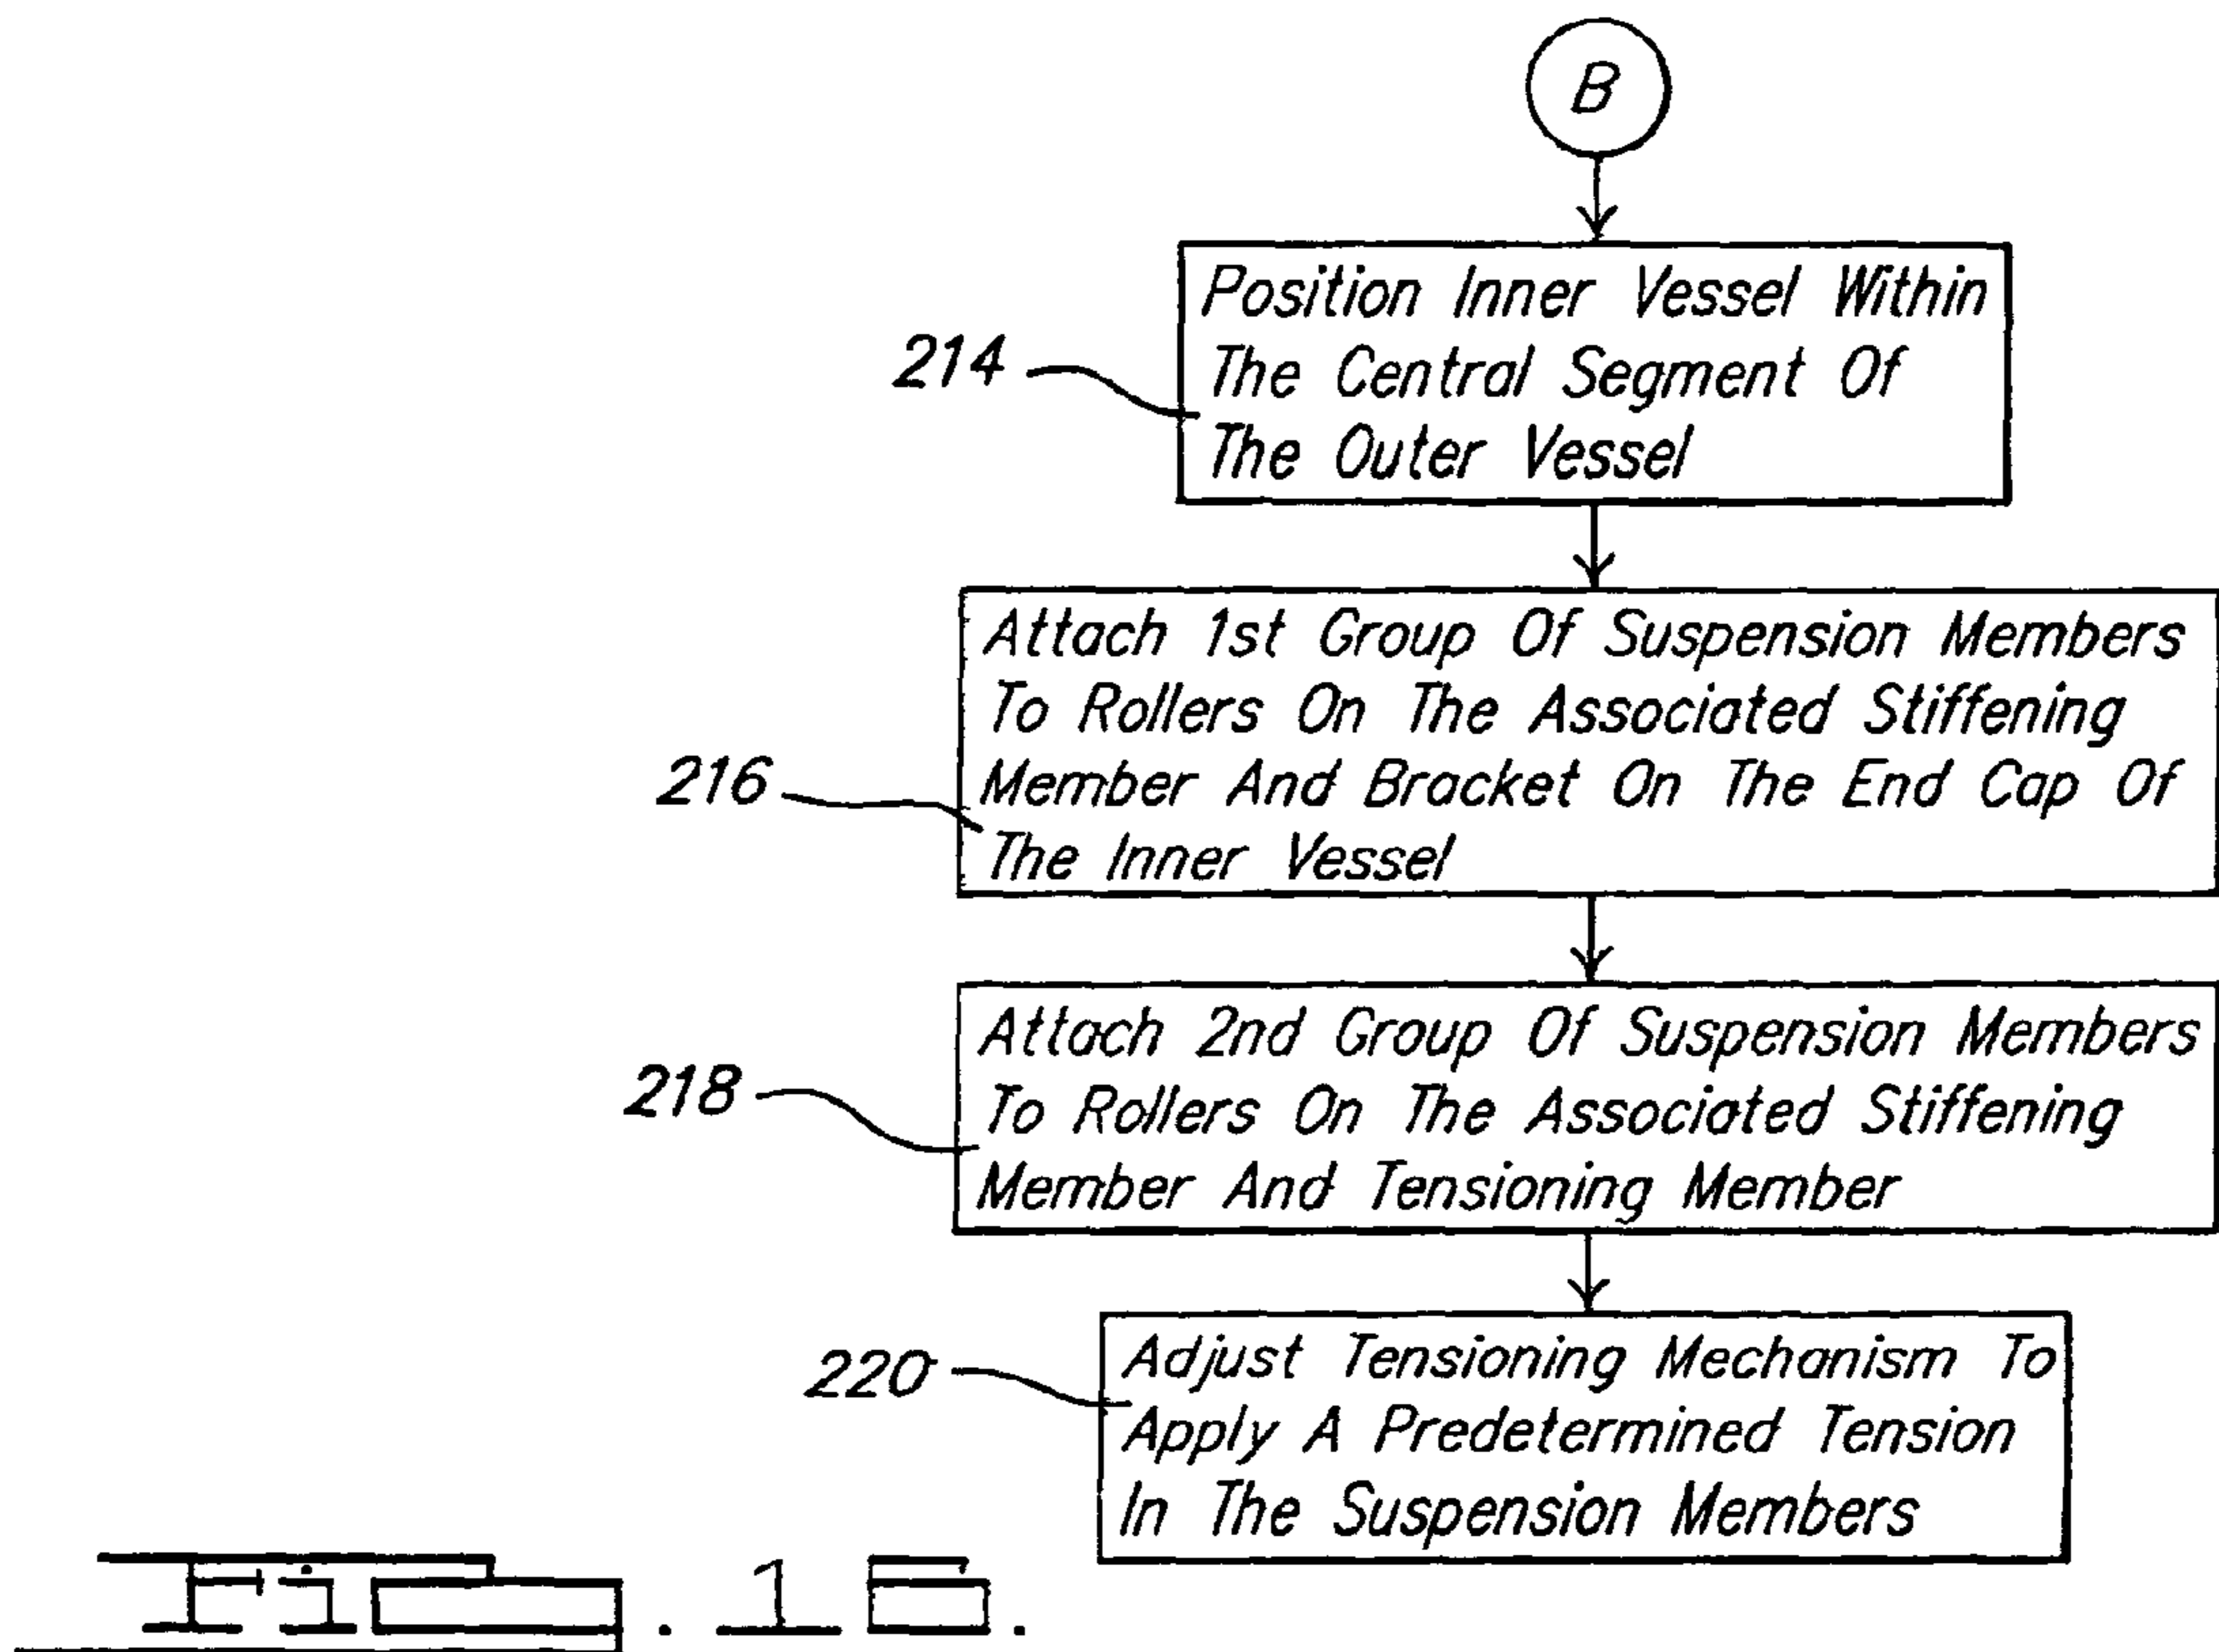 B
214
Position Inner Vessel Within
The Central Segment Of
The Outer Vessel
216
Attach 1st Group Of Suspension Members
To Rollers On The Associated Stiffening
Member And Bracket On The End Cap Of
The Inner Vessel
218
Attach 2nd Group Of Suspension Members
To Rollers On The Associated Stiffening
Member And Tensioning Member
220
Adjust Tensioning Mechanism To
Apply A Predetermined Tension
In The Suspension Members